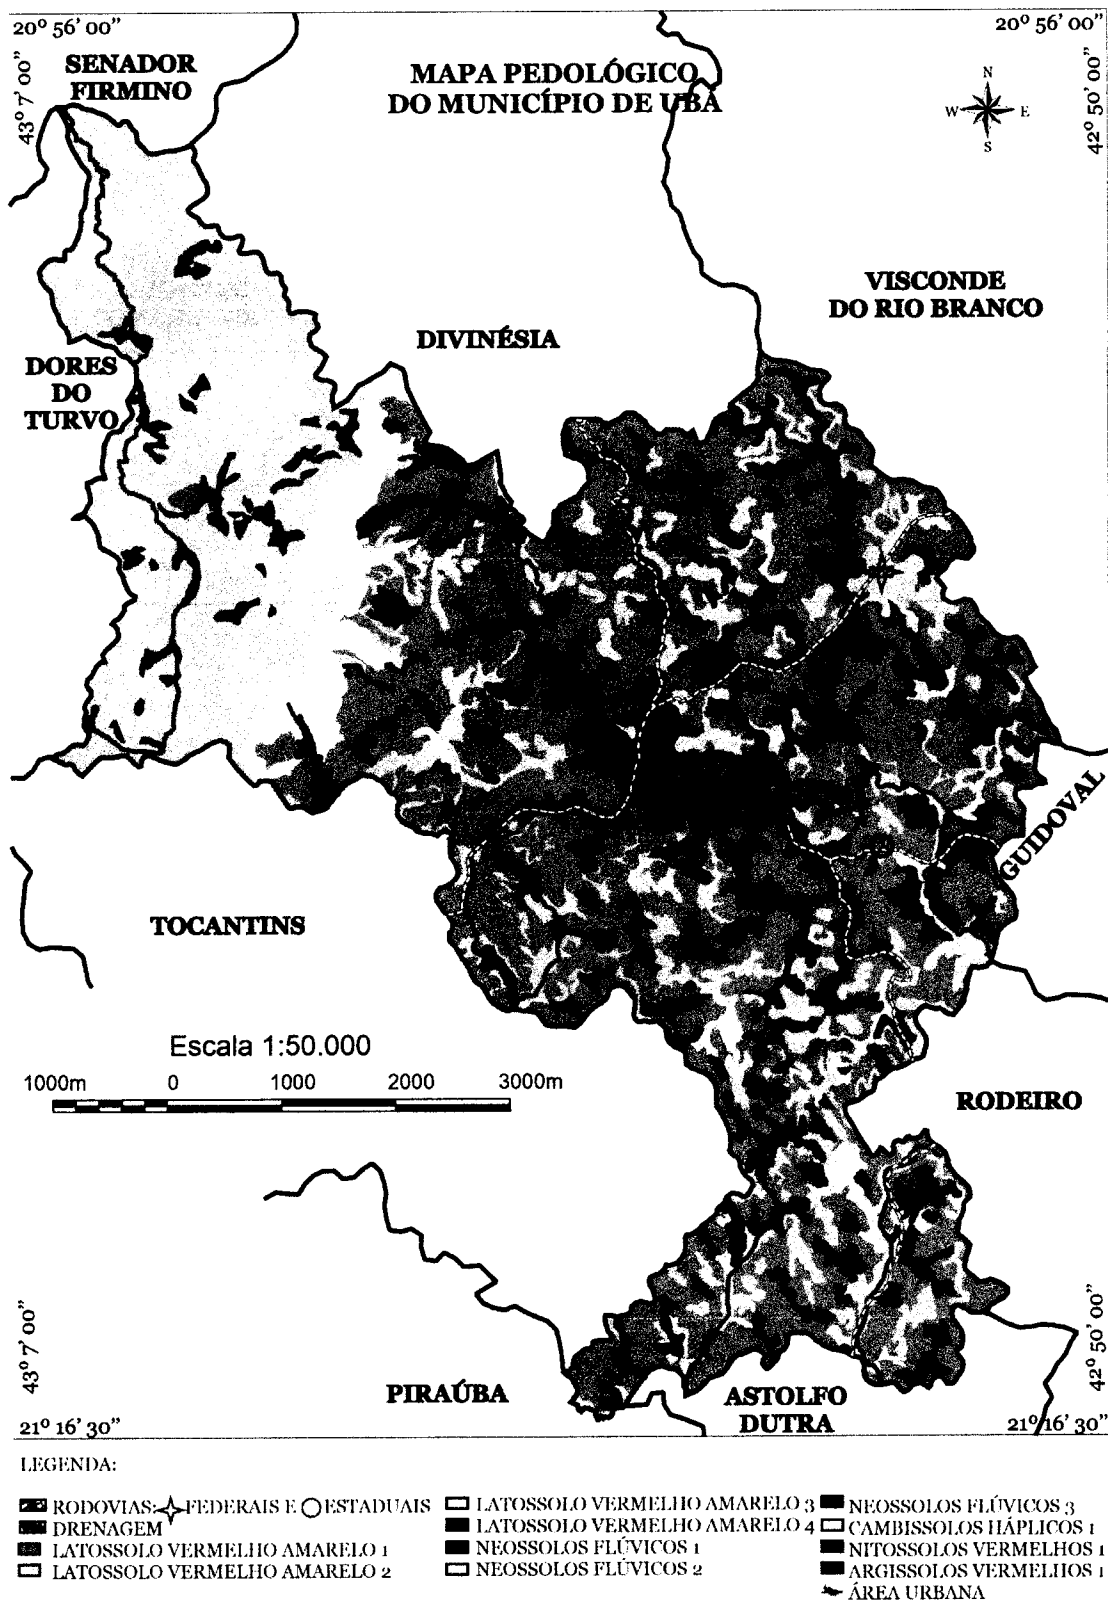 20° 56' 00"
20° 56' 00"
43° 7' 00"
42° 50' 00"
SENADOR
FIRMINO
MAPA PEDOLÓGICO
DO MUNICÍPIO DE UBÁ
N
W E
S
VISCONDE
DO RIO BRANCO
DIVINÉSIA
DORES
DO
TURVO
GUIDOVAL
TOCANTINS
Escala 1:50.000
1000m 0 1000 2000 3000m
RODEIRO
43° 7' 00"
42° 50' 00"
PIRAÚBA
ASTOLFO
DUTRA
21° 16' 30"
21° 16' 30"
LEGENDA:
RODOVIAS: FEDERAIS E ESTADUAIS
DRENAGEM
LATOSSOLO VERMELHO AMARELO 1
LATOSSOLO VERMELHO AMARELO 2
LATOSSOLO VERMELHO AMARELO 3
LATOSSOLO VERMELHO AMARELO 4
NEOSSOLOS FLÚVICOS 1
NEOSSOLOS FLÚVICOS 2
NEOSSOLOS FLÚVICOS 3
CAMBISSOLOS HÁPLICOS 1
NITOSSOLOS VERMELHOS 1
ARGISSOLOS VERMELHOS 1
ÁREA URBANA